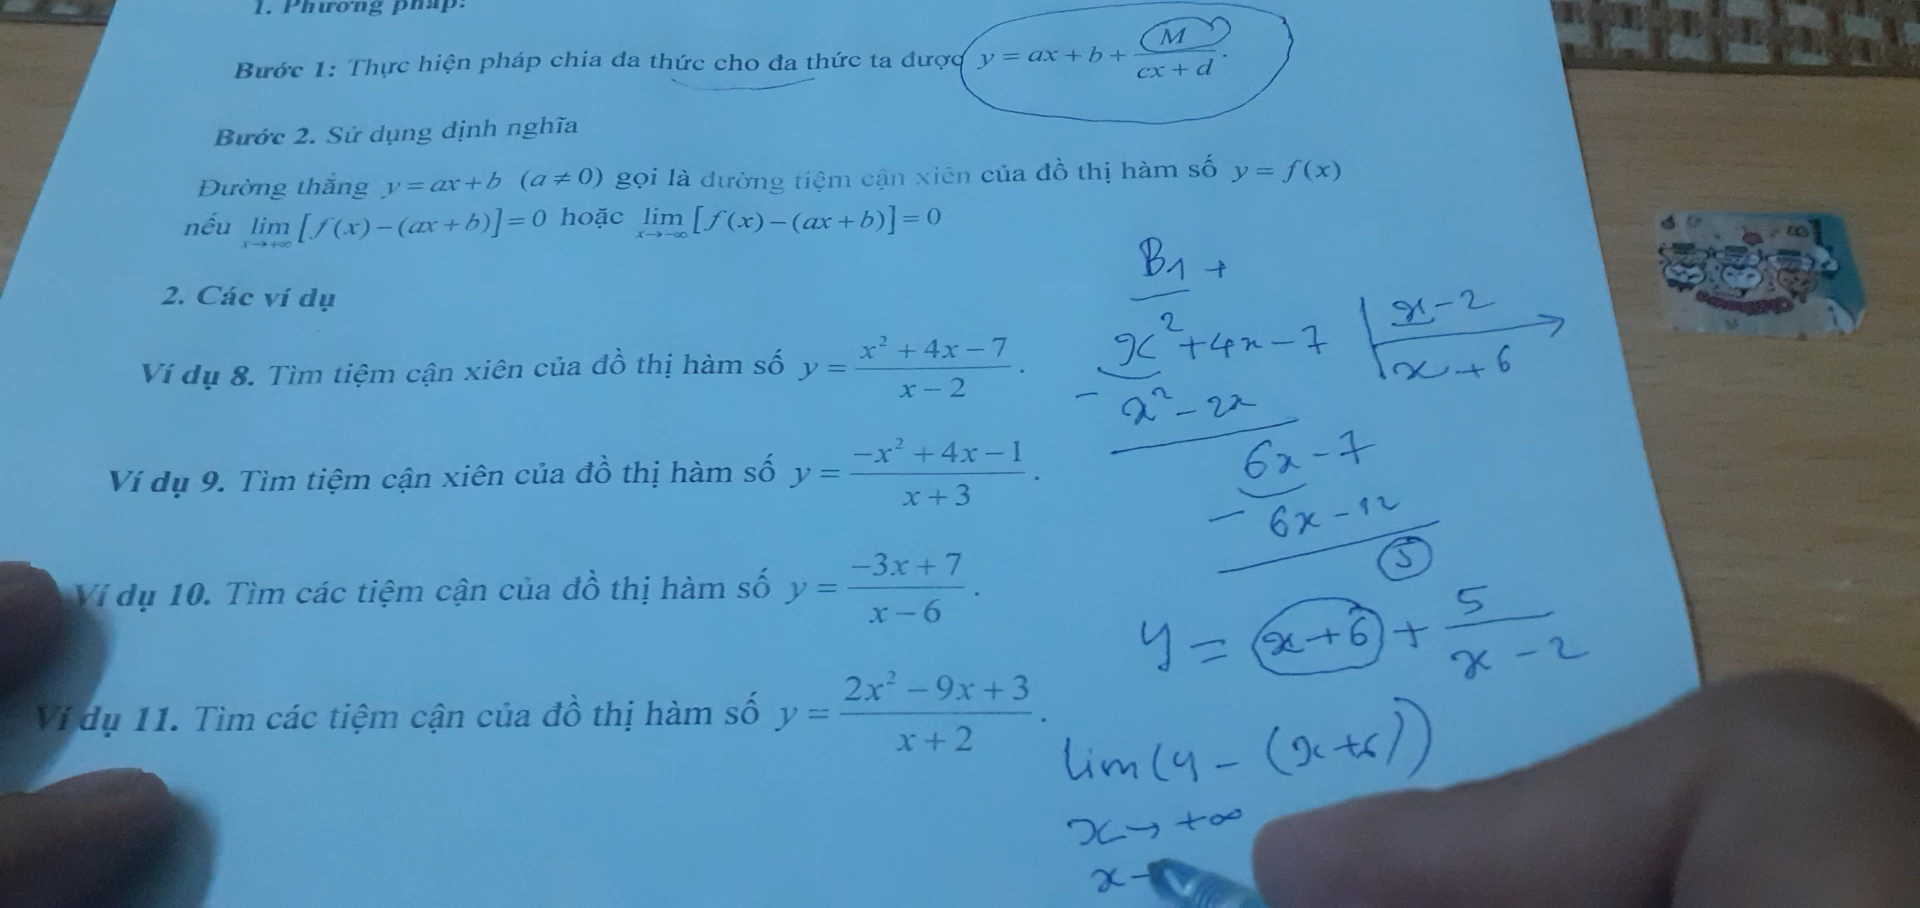 1. Phương pháp:
Bước 1: Thực hiện pháp chia đa thức cho đa thức ta được y = ax + b + M/(cx + d).
Bước 2. Sử dụng định nghĩa
Đường thẳng y = ax + b (a ≠ 0) gọi là đường tiệm cận xiên của đồ thị hàm số y = f(x)
nếu lim x→+∞ [f(x) − (ax + b)] = 0 hoặc lim x→−∞ [f(x) − (ax + b)] = 0
2. Các ví dụ
Ví dụ 8. Tìm tiệm cận xiên của đồ thị hàm số y = (x² + 4x − 7)/(x − 2).
Ví dụ 9. Tìm tiệm cận xiên của đồ thị hàm số y = (−x² + 4x − 1)/(x + 3).
Ví dụ 10. Tìm các tiệm cận của đồ thị hàm số y = (−3x + 7)/(x − 6).
Ví dụ 11. Tìm các tiệm cận của đồ thị hàm số y = (2x² − 9x + 3)/(x + 2).
B1 +
x² + 4x − 7 | x − 2
− x² − 2x | x + 6
6x − 7
− 6x − 12
5
y = x + 6 + 5/(x − 2)
lim (y − (x + 6))
x → +∞
x −